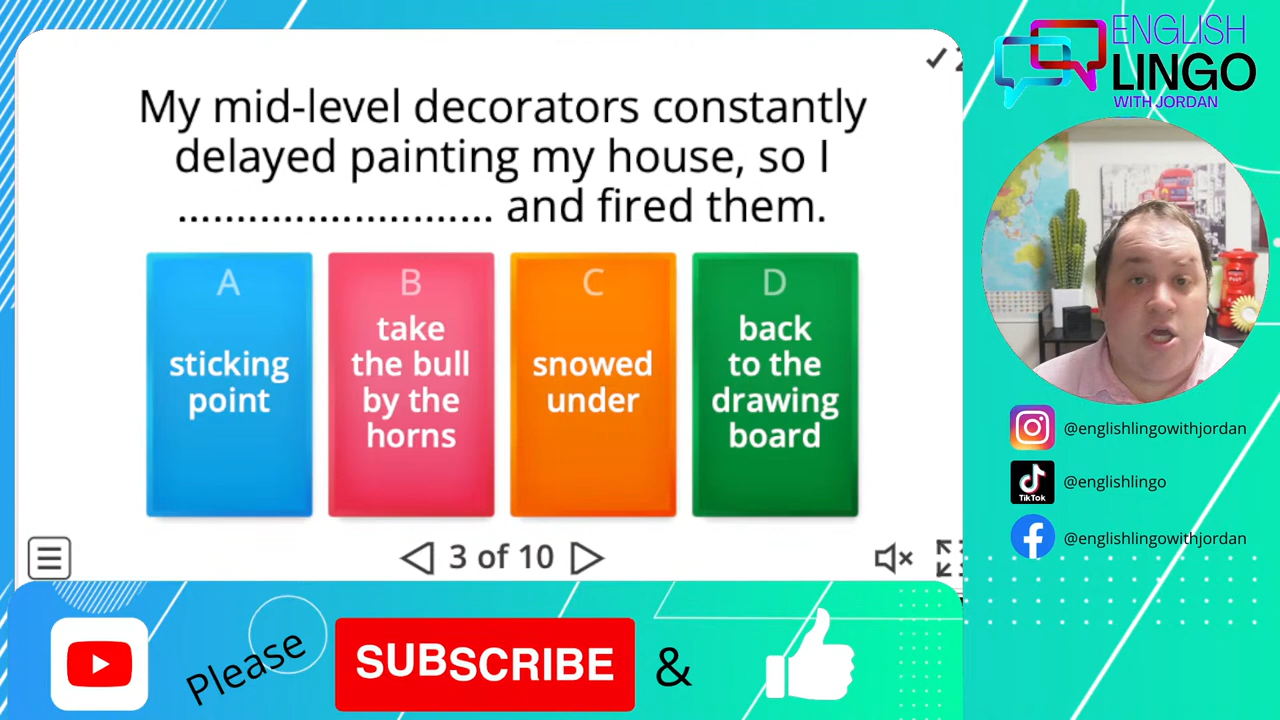 My mid-level decorators constantly
delayed painting my house, so I
........................... and fired them.
A
sticking
point
B
take
the bull
by the
horns
C
snowed
under
D
back
to the
drawing
board
3 of 10
Please
SUBSCRIBE
&
ENGLISH
LINGO
WITH JORDAN
@englishlingowithjordan
TikTok
@englishlingo
@englishlingowithjordan